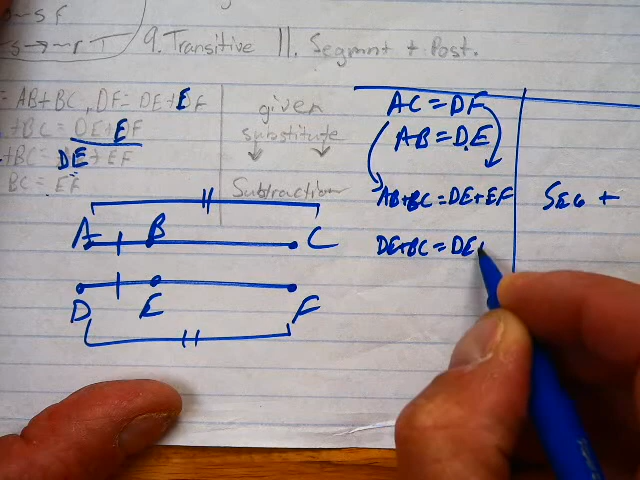 ~s F
s→~r T
9. Transitive 11. Segmnt + Post.
= AB+BC, DF= DE+EF
+BC = DE+EF
+BC= DE+EF
BC = EF
given
substitute
Subtraction
A B C
D E F
AC = DF
AB = DE
AB+BC = DE+EF
SEG +
DE+BC = DE